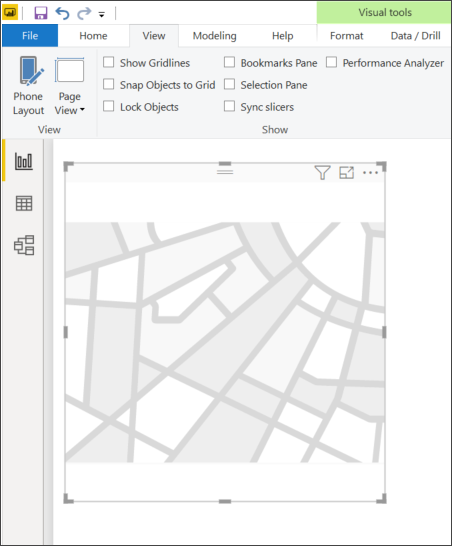 Visual tools
File Home View Modeling Help Format Data / Drill
Show Gridlines Bookmarks Pane Performance Analyzer
Snap Objects to Grid Selection Pane
Lock Objects Sync slicers
Phone Page
Layout View
View Show